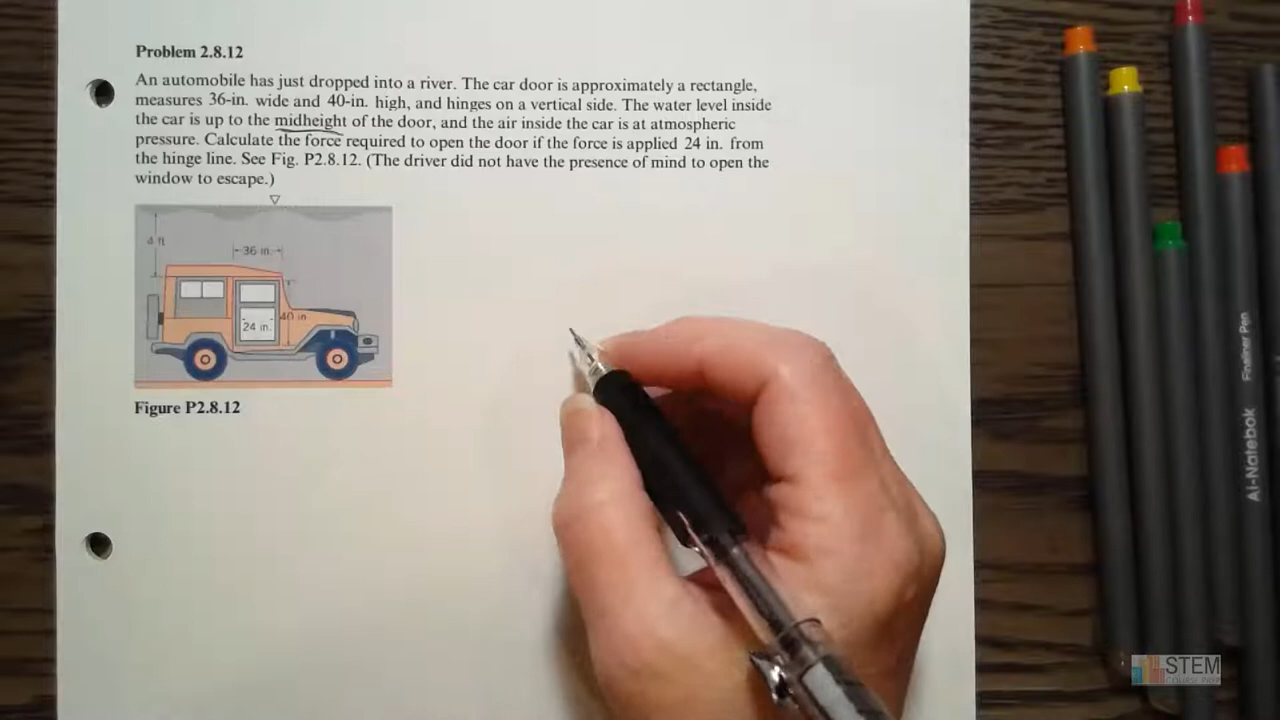 Problem 2.8.12
An automobile has just dropped into a river. The car door is approximately a rectangle,
measures 36-in. wide and 40-in. high, and hinges on a vertical side. The water level inside
the car is up to the midheight of the door, and the air inside the car is at atmospheric
pressure. Calculate the force required to open the door if the force is applied 24 in. from
the hinge line. See Fig. P2.8.12. (The driver did not have the presence of mind to open the
window to escape.)
4 ft
36 in.
40 in.
24 in.
Figure P2.8.12
Ai-Notebok Fineliner Pen
STEM
COURSE PREP